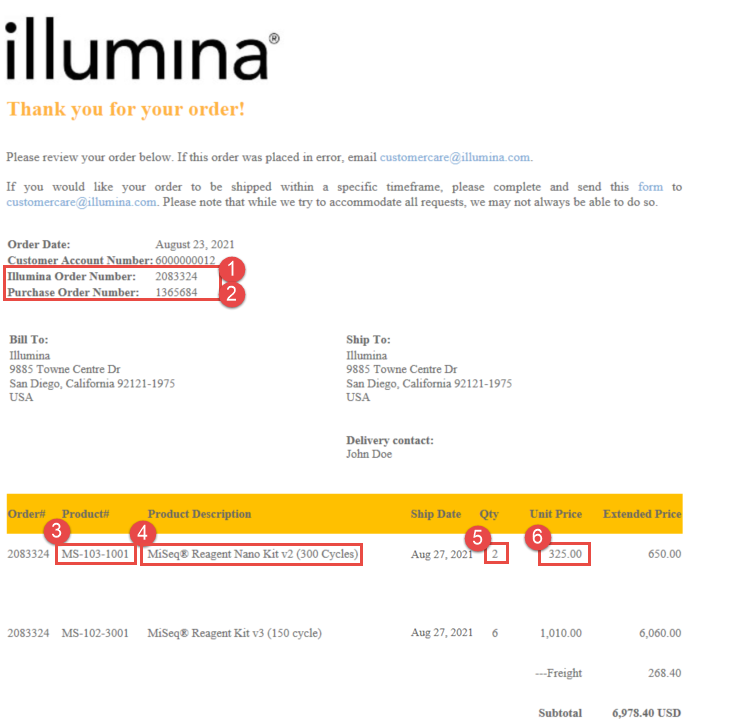 illumina®
Thank you for your order!
Please review your order below. If this order was placed in error, email customercare@illumina.com.
If you would like your order to be shipped within a specific timeframe, please complete and send this form to
customercare@illumina.com. Please note that while we try to accommodate all requests, we may not always be able to do so.
Order Date: August 23, 2021
Customer Account Number: 6000000012
Illumina Order Number: 2083324 1
Purchase Order Number: 1365684 2
Bill To: Ship To:
Illumina Illumina
9885 Towne Centre Dr 9885 Towne Centre Dr
San Diego, California 92121-1975 San Diego, California 92121-1975
USA USA
Delivery contact:
John Doe
Order# Product# Product Description Ship Date Qty Unit Price Extended Price
3 4 5 6
2083324 MS-103-1001 MiSeq® Reagent Nano Kit v2 (300 Cycles) Aug 27, 2021 2 325.00 650.00
2083324 MS-102-3001 MiSeq® Reagent Kit v3 (150 cycle) Aug 27, 2021 6 1,010.00 6,060.00
---Freight 268.40
Subtotal 6,978.40 USD